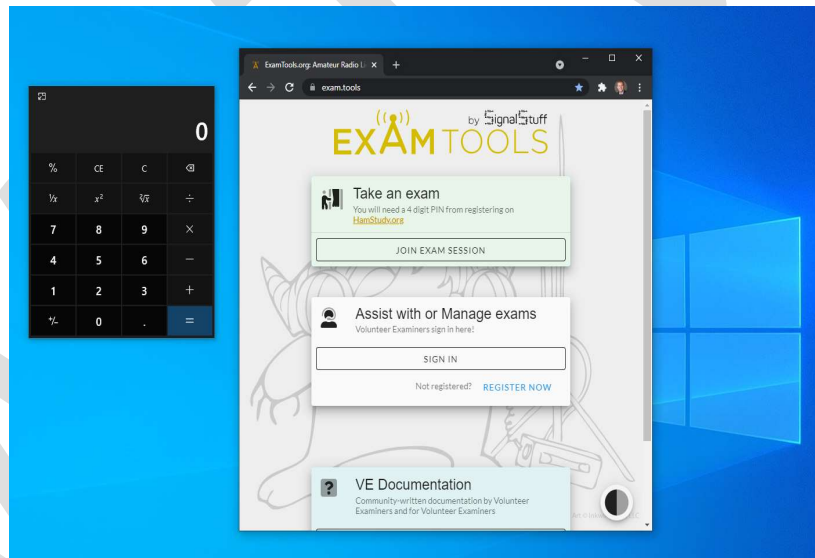 0
% CE C
⅟x x² ²√x ÷
7 8 9 ×
4 5 6 −
1 2 3 +
+/− 0 . =
ExamTools.org: Amateur Radio L
exam.tools
by SignalStuff
EXAMTOOLS
Take an exam
You will need a 4 digit PIN from registering on
HamStudy.org
JOIN EXAM SESSION
Assist with or Manage exams
Volunteer Examiners sign in here!
SIGN IN
Not registered? REGISTER NOW
? VE Documentation
Community-written documentation by Volunteer
Examiners and for Volunteer Examiners